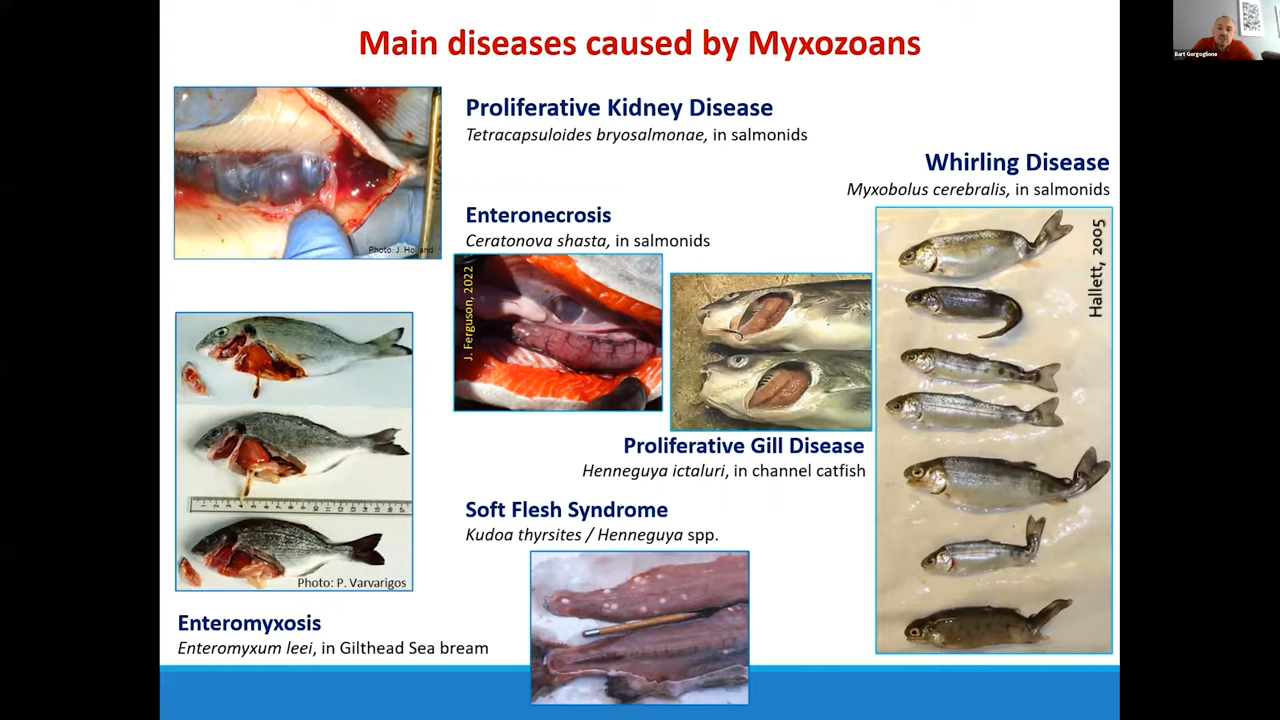 Main diseases caused by Myxozoans
Bart Gorgoglione
Proliferative Kidney Disease
Tetracapsuloides bryosalmonae, in salmonids
Photo: J. Holland
Whirling Disease
Myxobolus cerebralis, in salmonids
Hallett, 2005
Enteronecrosis
Ceratonova shasta, in salmonids
J. Ferguson, 2022
Proliferative Gill Disease
Henneguya ictaluri, in channel catfish
Soft Flesh Syndrome
Kudoa thyrsites / Henneguya spp.
Photo: P. Varvarigos
Enteromyxosis
Enteromyxum leei, in Gilthead Sea bream